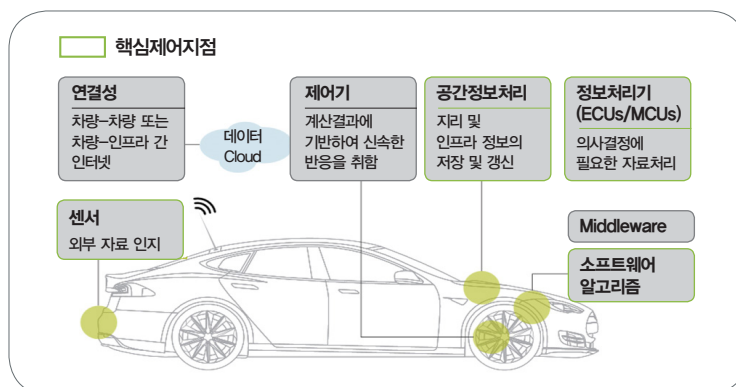 핵심제어지점
연결성
차량-차량 또는
차량-인프라 간
인터넷
데이터
Cloud
제어기
계산결과에
기반하여 신속한
반응을 취함
공간정보처리
지리 및
인프라 정보의
저장 및 갱신
정보처리기
(ECUs/MCUs)
의사결정에
필요한 자료처리
센서
외부 자료 인지
Middleware
소프트웨어
알고리즘